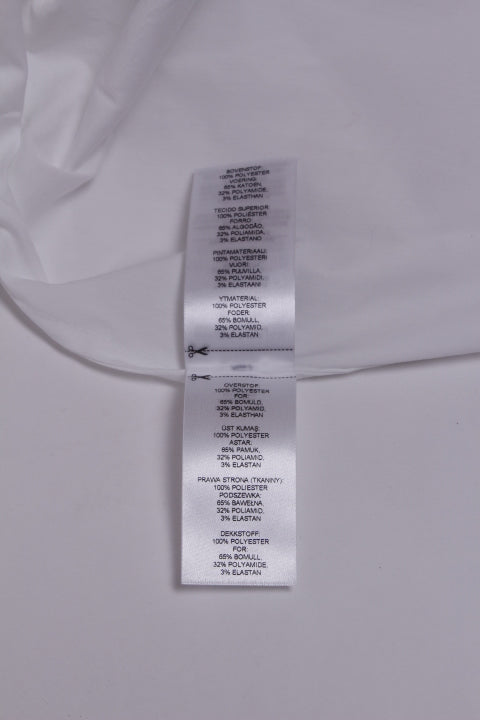 BOVENSTOF:
100% POLYESTER
VOERING:
65% KATOEN,
32% POLYAMIDE,
3% ELASTHAN
TECIDO SUPERIOR:
100% POLIÉSTER
FORRO:
65% ALGODÃO,
32% POLIAMIDA,
3% ELASTANO
PINTAMATERIAALI:
100% POLYESTERI
VUORI:
65% PUUVILLA,
32% POLYAMIDI,
3% ELASTAANI
YTMATERIAL:
100% POLYESTER
FODER:
65% BOMULL,
32% POLYAMID,
3% ELASTAN
OVERSTOF:
100% POLYESTER
FOR:
65% BOMULD,
32% POLYAMID,
3% ELASTHAN
ÜST KUMAŞ:
100% POLYESTER
ASTAR:
65% PAMUK,
32% POLIAMID,
3% ELASTAN
PRAWA STRONA (TKANINY):
100% POLIESTER
PODSZEWKA:
65% BAWEŁNA,
32% POLIAMID,
3% ELASTAN
DEKKSTOFF:
100% POLYESTER
FOR:
65% BOMULL,
32% POLYAMIDE,
3% ELASTAN